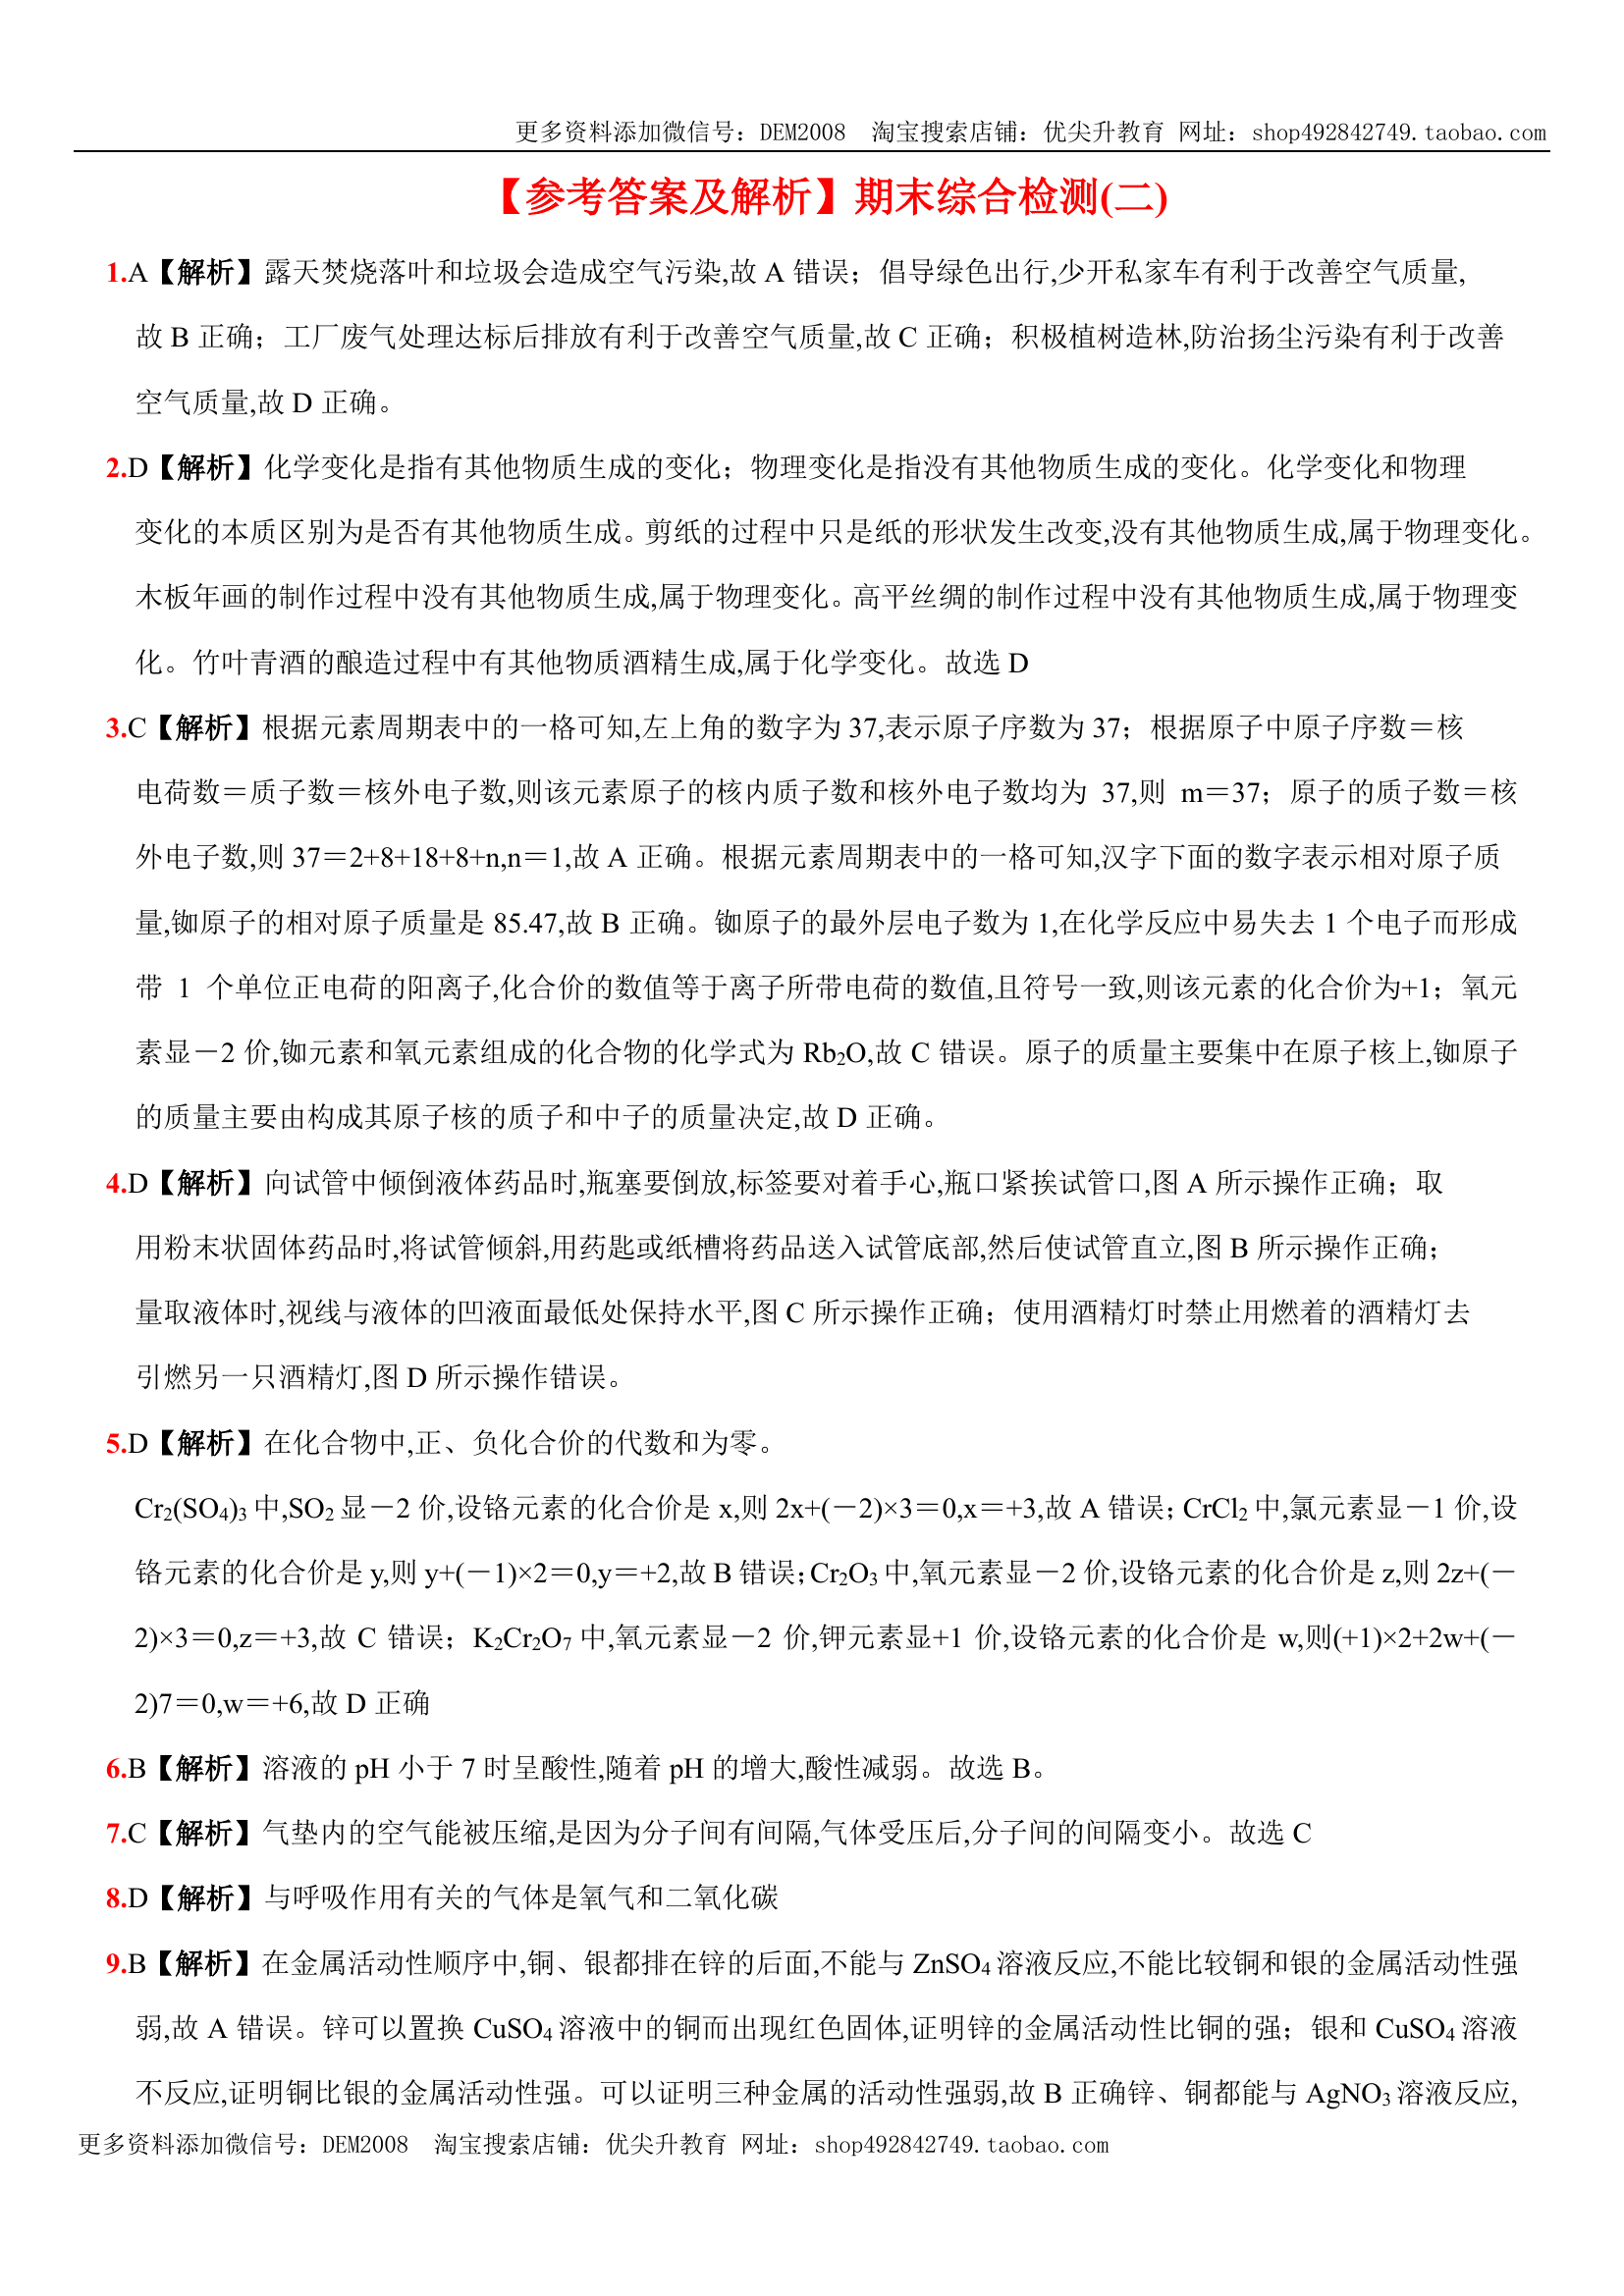 更多资料添加微信号：DEM2008 淘宝搜索店铺：优尖升教育 网址：shop492842749.taobao.com
【参考答案及解析】期末综合检测(二)
1.A【解析】露天焚烧落叶和垃圾会造成空气污染,故 A 错误；倡导绿色出行,少开私家车有利于改善空气质量,
故 B 正确；工厂废气处理达标后排放有利于改善空气质量,故 C 正确；积极植树造林,防治扬尘污染有利于改善
空气质量,故 D 正确。
2.D【解析】化学变化是指有其他物质生成的变化；物理变化是指没有其他物质生成的变化。化学变化和物理
变化的本质区别为是否有其他物质生成。剪纸的过程中只是纸的形状发生改变,没有其他物质生成,属于物理变化。
木板年画的制作过程中没有其他物质生成,属于物理变化。高平丝绸的制作过程中没有其他物质生成,属于物理变
化。竹叶青酒的酿造过程中有其他物质酒精生成,属于化学变化。故选 D
3.C【解析】根据元素周期表中的一格可知,左上角的数字为 37,表示原子序数为 37；根据原子中原子序数＝核
电荷数＝质子数＝核外电子数,则该元素原子的核内质子数和核外电子数均为 37,则 m＝37；原子的质子数＝核
外电子数,则 37＝2+8+18+8+n,n＝1,故 A 正确。根据元素周期表中的一格可知,汉字下面的数字表示相对原子质
量,铷原子的相对原子质量是 85.47,故 B 正确。铷原子的最外层电子数为 1,在化学反应中易失去 1 个电子而形成
带 1 个单位正电荷的阳离子,化合价的数值等于离子所带电荷的数值,且符号一致,则该元素的化合价为+1；氧元
素显－2 价,铷元素和氧元素组成的化合物的化学式为 Rb₂O,故 C 错误。原子的质量主要集中在原子核上,铷原子
的质量主要由构成其原子核的质子和中子的质量决定,故 D 正确。
4.D【解析】向试管中倾倒液体药品时,瓶塞要倒放,标签要对着手心,瓶口紧挨试管口,图 A 所示操作正确；取
用粉末状固体药品时,将试管倾斜,用药匙或纸槽将药品送入试管底部,然后使试管直立,图 B 所示操作正确；
量取液体时,视线与液体的凹液面最低处保持水平,图 C 所示操作正确；使用酒精灯时禁止用燃着的酒精灯去
引燃另一只酒精灯,图 D 所示操作错误。
5.D【解析】在化合物中,正、负化合价的代数和为零。
Cr₂(SO₄)₃ 中,SO₂ 显－2 价,设铬元素的化合价是 x,则 2x+(－2)×3＝0,x＝+3,故 A 错误；CrCl₂ 中,氯元素显－1 价,设
铬元素的化合价是 y,则 y+(－1)×2＝0,y＝+2,故 B 错误；Cr₂O₃ 中,氧元素显－2 价,设铬元素的化合价是 z,则 2z+(－
2)×3＝0,z＝+3,故 C 错误；K₂Cr₂O₇ 中,氧元素显－2 价,钾元素显+1 价,设铬元素的化合价是 w,则(+1)×2+2w+(－
2)7＝0,w＝+6,故 D 正确
6.B【解析】溶液的 pH 小于 7 时呈酸性,随着 pH 的增大,酸性减弱。故选 B。
7.C【解析】气垫内的空气能被压缩,是因为分子间有间隔,气体受压后,分子间的间隔变小。故选 C
8.D【解析】与呼吸作用有关的气体是氧气和二氧化碳
9.B【解析】在金属活动性顺序中,铜、银都排在锌的后面,不能与 ZnSO₄ 溶液反应,不能比较铜和银的金属活动性强
弱,故 A 错误。锌可以置换 CuSO₄ 溶液中的铜而出现红色固体,证明锌的金属活动性比铜的强；银和 CuSO₄ 溶液
不反应,证明铜比银的金属活动性强。可以证明三种金属的活动性强弱,故 B 正确锌、铜都能与 AgNO₃ 溶液反应,
更多资料添加微信号：DEM2008 淘宝搜索店铺：优尖升教育 网址：shop492842749.taobao.com